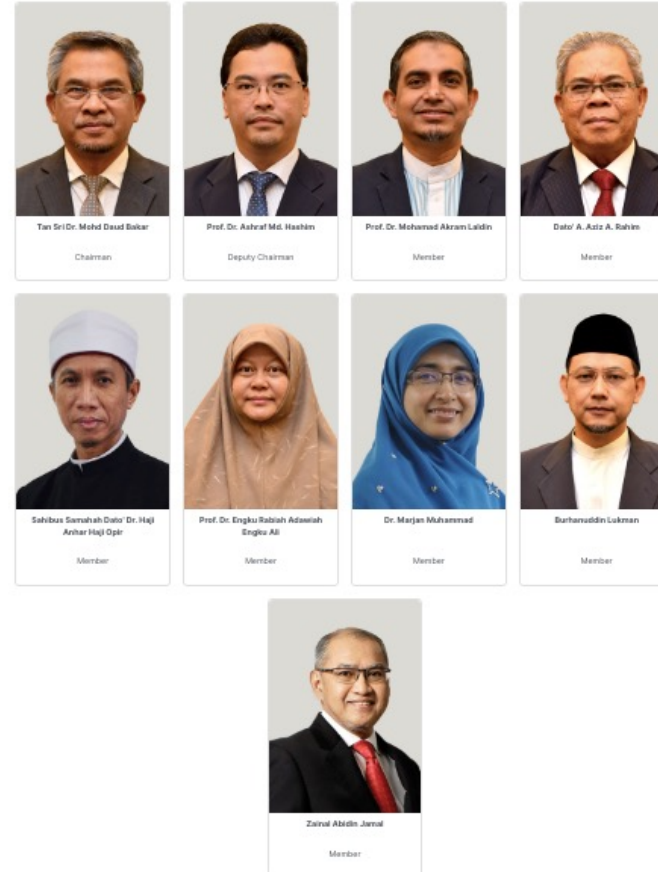 Tan Sri Dr. Mohd Daud Bakar
Chairman
Prof. Dr. Ashraf Md. Hashim
Deputy Chairman
Prof. Dr. Mohamad Akram Laldin
Member
Dato' A. Aziz A. Rahim
Member
Sahibus Samahah Dato' Dr. Haji
Anhar Haji Opir
Member
Prof. Dr. Engku Rabiah Adawiah
Engku Ali
Member
Dr. Marjan Muhammad
Member
Burhanuddin Lukman
Member
Zainal Abidin Jamal
Member